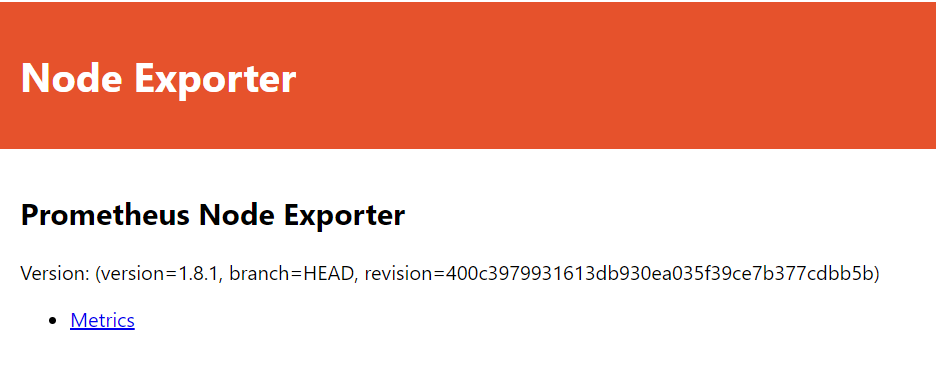 Node Exporter
Prometheus Node Exporter
Version: (version=1.8.1, branch=HEAD, revision=400c3979931613db930ea035f39ce7b377cdbb5b)
Metrics